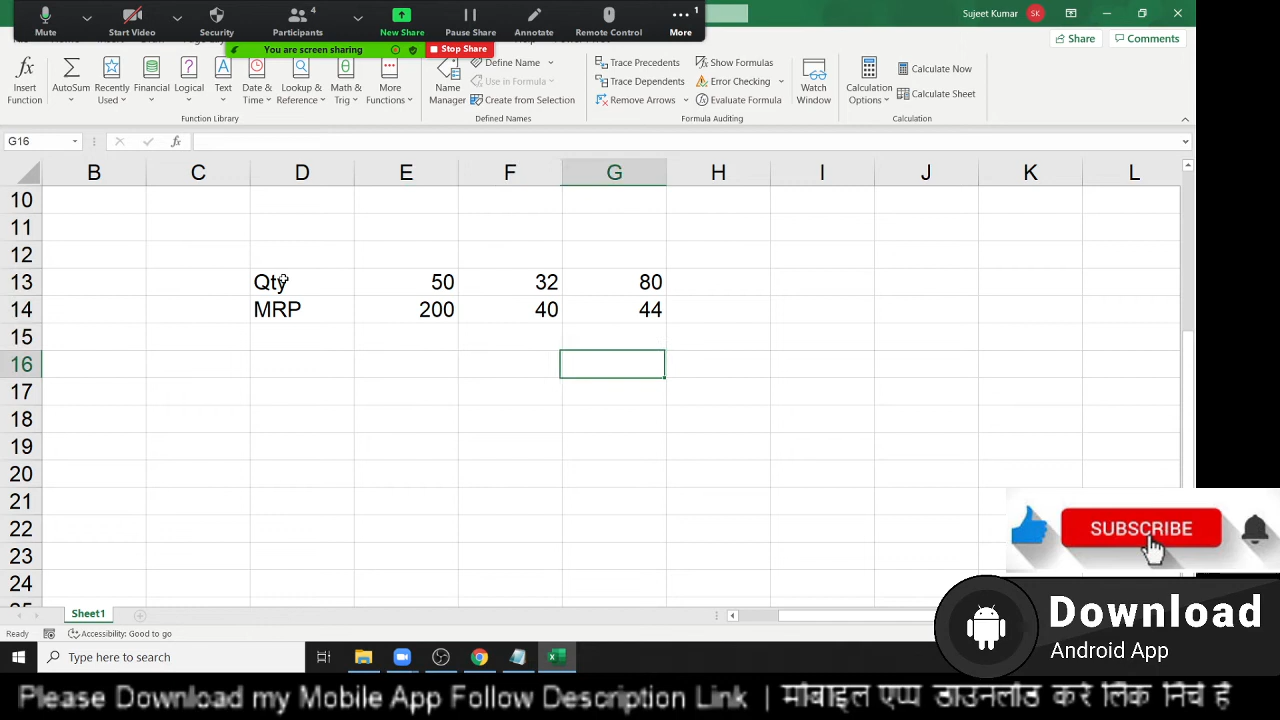 Mute
Start Video
Security
4
Participants
New Share
Pause Share
Annotate
Remote Control
More
You are screen sharing
Stop Share
Sujeet Kumar
SK
Share
Comments
Insert Function
AutoSum
Recently Used
Financial
Logical
Text
Date & Time
Lookup & Reference
Math & Trig
More Functions
Function Library
Name Manager
Define Name
Use in Formula
Create from Selection
Defined Names
Trace Precedents
Trace Dependents
Remove Arrows
Show Formulas
Error Checking
Evaluate Formula
Formula Auditing
Watch Window
Calculation Options
Calculate Now
Calculate Sheet
Calculation
G16
fx
B C D E F G H I J K L
10
11
12
13 Qty 50 32 80
14 MRP 200 40 44
15
16
17
18
19
20
21
22
23
24
SUBSCRIBE
Sheet1
Ready
Accessibility: Good to go
Download
Android App
Type here to search
Please Download my Mobile App Follow Description Link | मोबाइल एप्प डाउनलोड करे लिंक निचे है